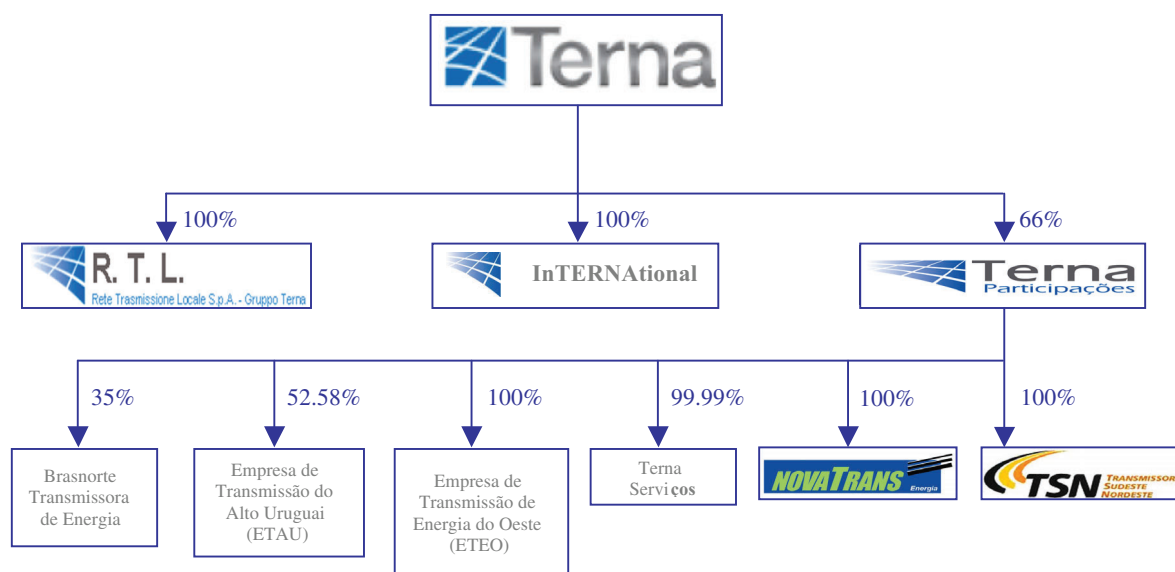 Terna
100%
100%
66%
R. T. L.
Rete Trasmissione Locale S.p.A. - Gruppo Terna
InTERNAtional
Terna
Participações
35%
52.58%
100%
99.99%
100%
100%
Brasnorte
Transmissora
de Energia
Empresa de
Transmissão do
Alto Uruguai
(ETAU)
Empresa de
Transmissão de
Energia do Oeste
(ETEO)
Terna
Serviços
NOVATRANS
Energia
TSN
TRANSMISSORA
SUDESTE
NORDESTE